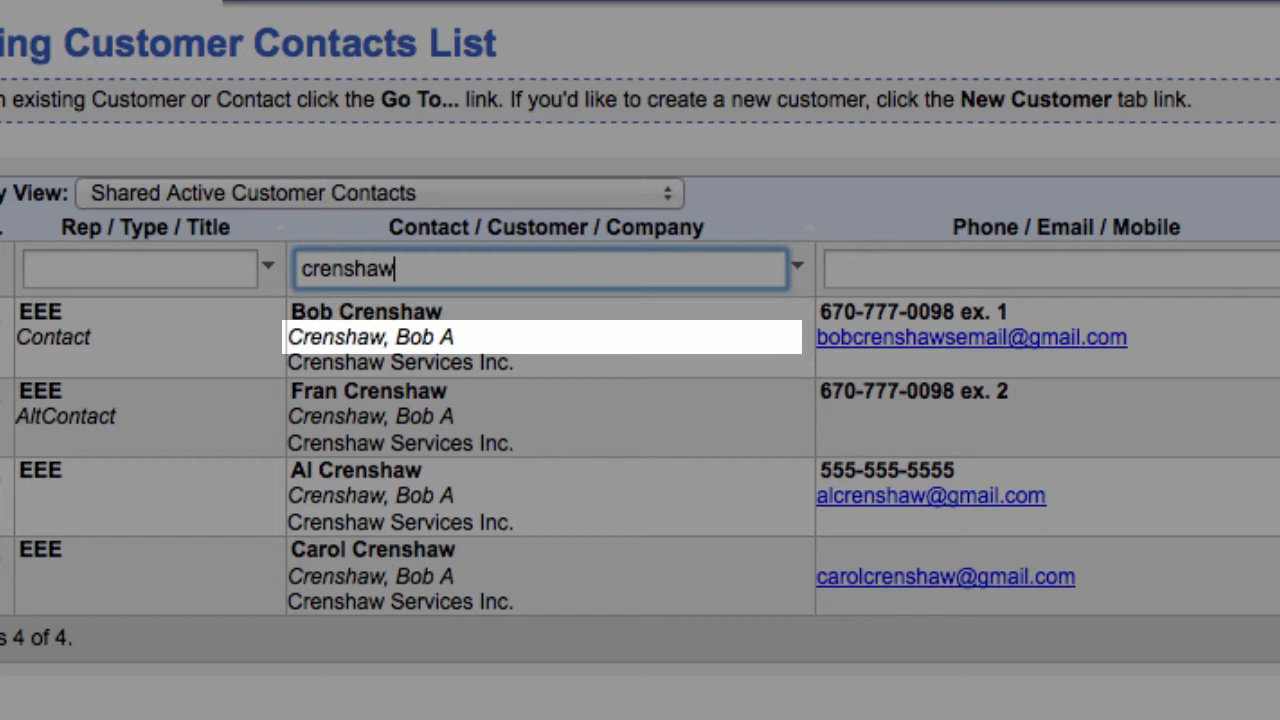 ing Customer Contacts List
n existing Customer or Contact click the Go To... link. If you'd like to create a new customer, click the New Customer tab link.
y View: Shared Active Customer Contacts
Rep / Type / Title Contact / Customer / Company Phone / Email / Mobile
crenshaw
EEE Bob Crenshaw 670-777-0098 ex. 1
Contact Crenshaw, Bob A bobcrenshawsemail@gmail.com
Crenshaw Services Inc.
EEE Fran Crenshaw 670-777-0098 ex. 2
AltContact Crenshaw, Bob A
Crenshaw Services Inc.
EEE Al Crenshaw 555-555-5555
Crenshaw, Bob A alcrenshaw@gmail.com
Crenshaw Services Inc.
EEE Carol Crenshaw
Crenshaw, Bob A carolcrenshaw@gmail.com
Crenshaw Services Inc.
s 4 of 4.